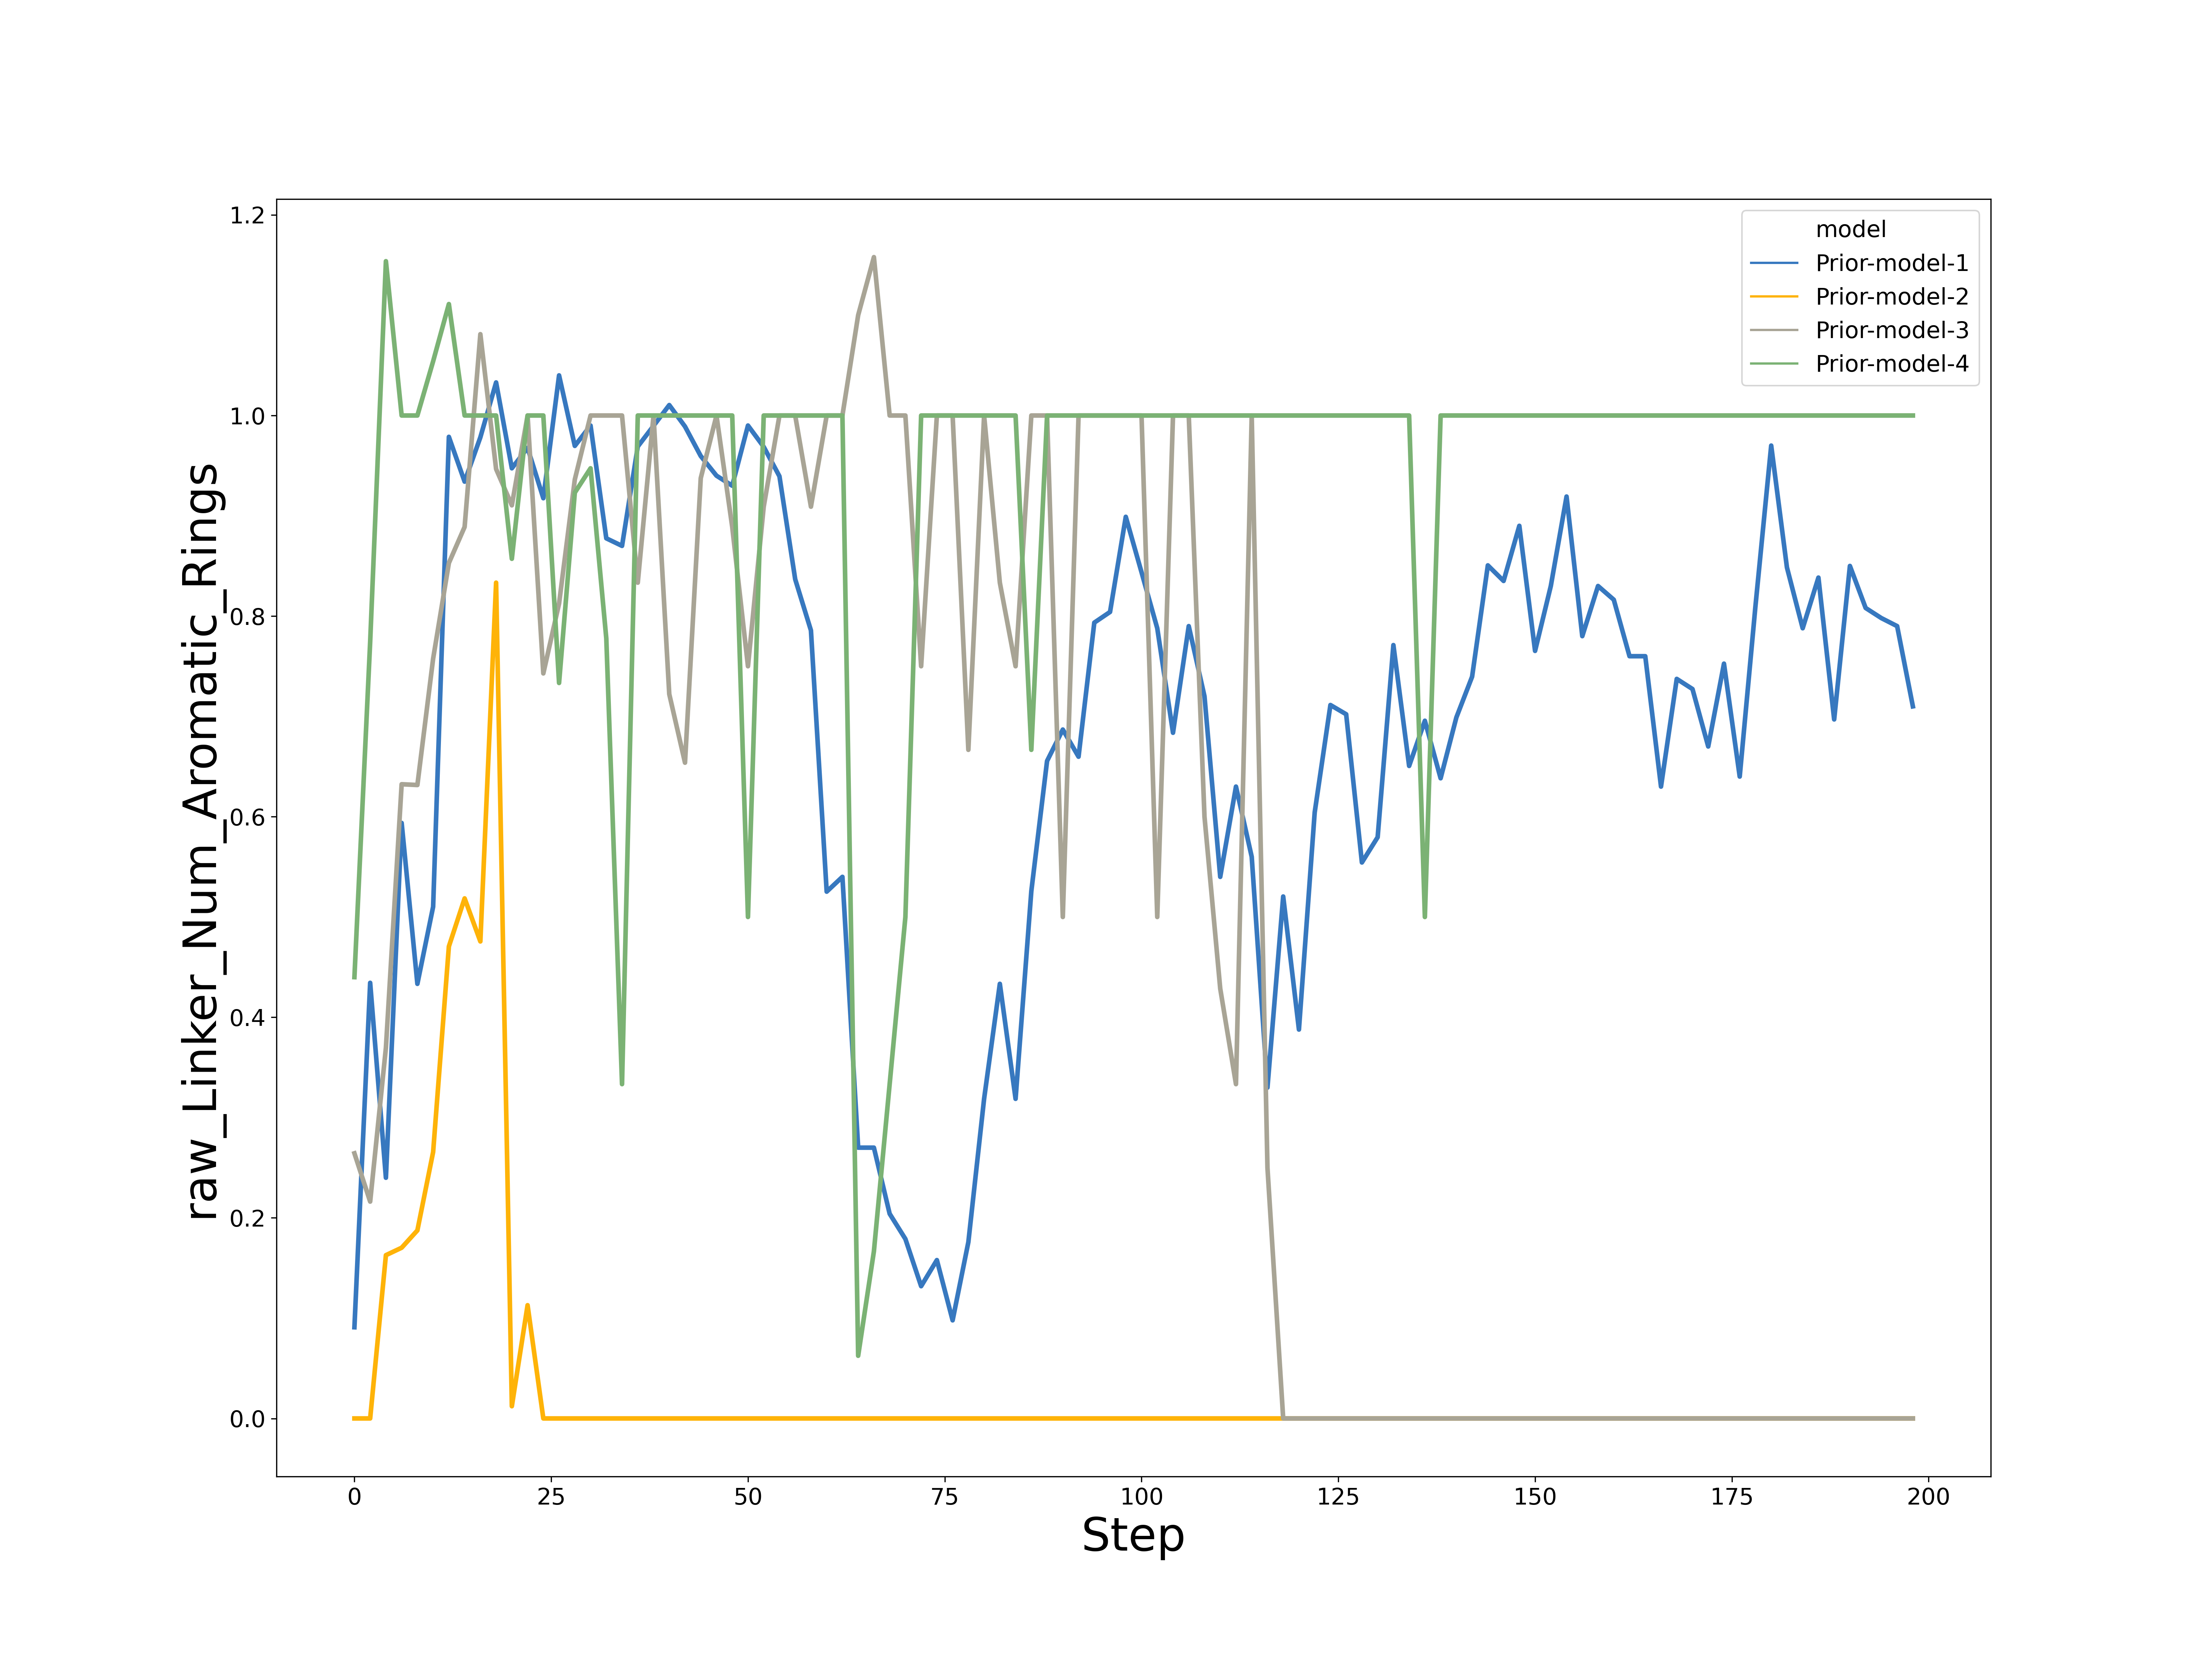 model
Prior-model-1
Prior-model-2
Prior-model-3
Prior-model-4
raw_Linker_Num_Aromatic_Rings
1.2
1.0
0.8
0.6
0.4
0.2
0.0
0 25 50 75 100 125 150 175 200
Step